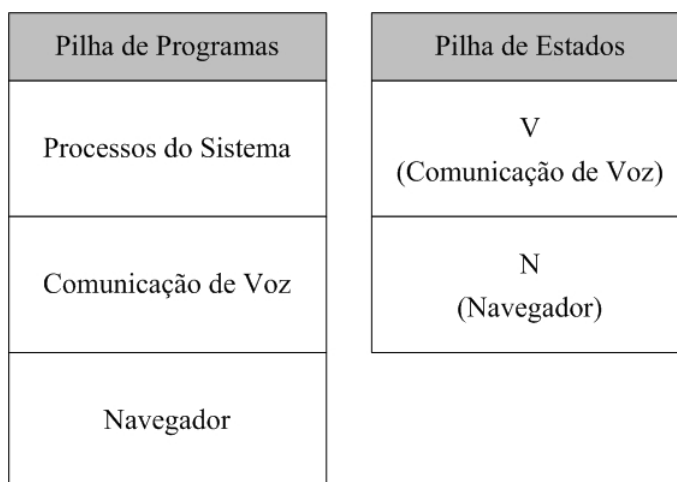 Pilha de Programas
Processos do Sistema
Comunicação de Voz
Navegador
Pilha de Estados
V
(Comunicação de Voz)
N
(Navegador)